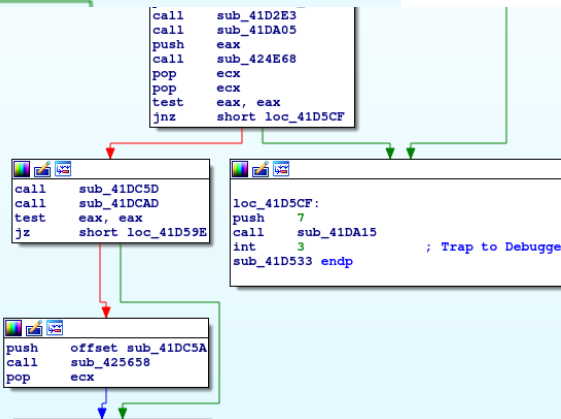 call sub_41D2E3
call sub_41DA05
push eax
call sub_424E68
pop ecx
pop ecx
test eax, eax
jnz short loc_41D5CF
call sub_41DC5D
call sub_41DCAD
test eax, eax
jz short loc_41D59E
loc_41D5CF:
push 7
call sub_41DA15
int 3 ; Trap to Debugge
sub_41D533 endp
push offset sub_41DC5A
call sub_425658
pop ecx